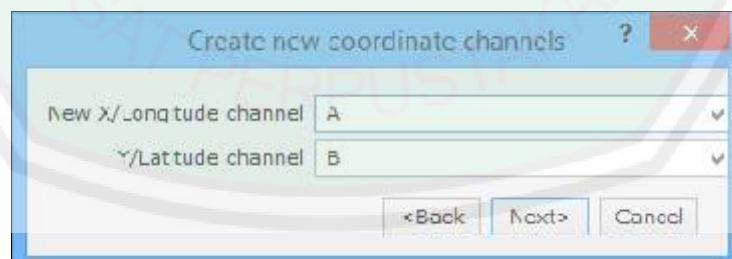 Create new coordinate channels ? ×
New X/Longitude channel A
Y/Latitude channel B
<Back Next> Cancel